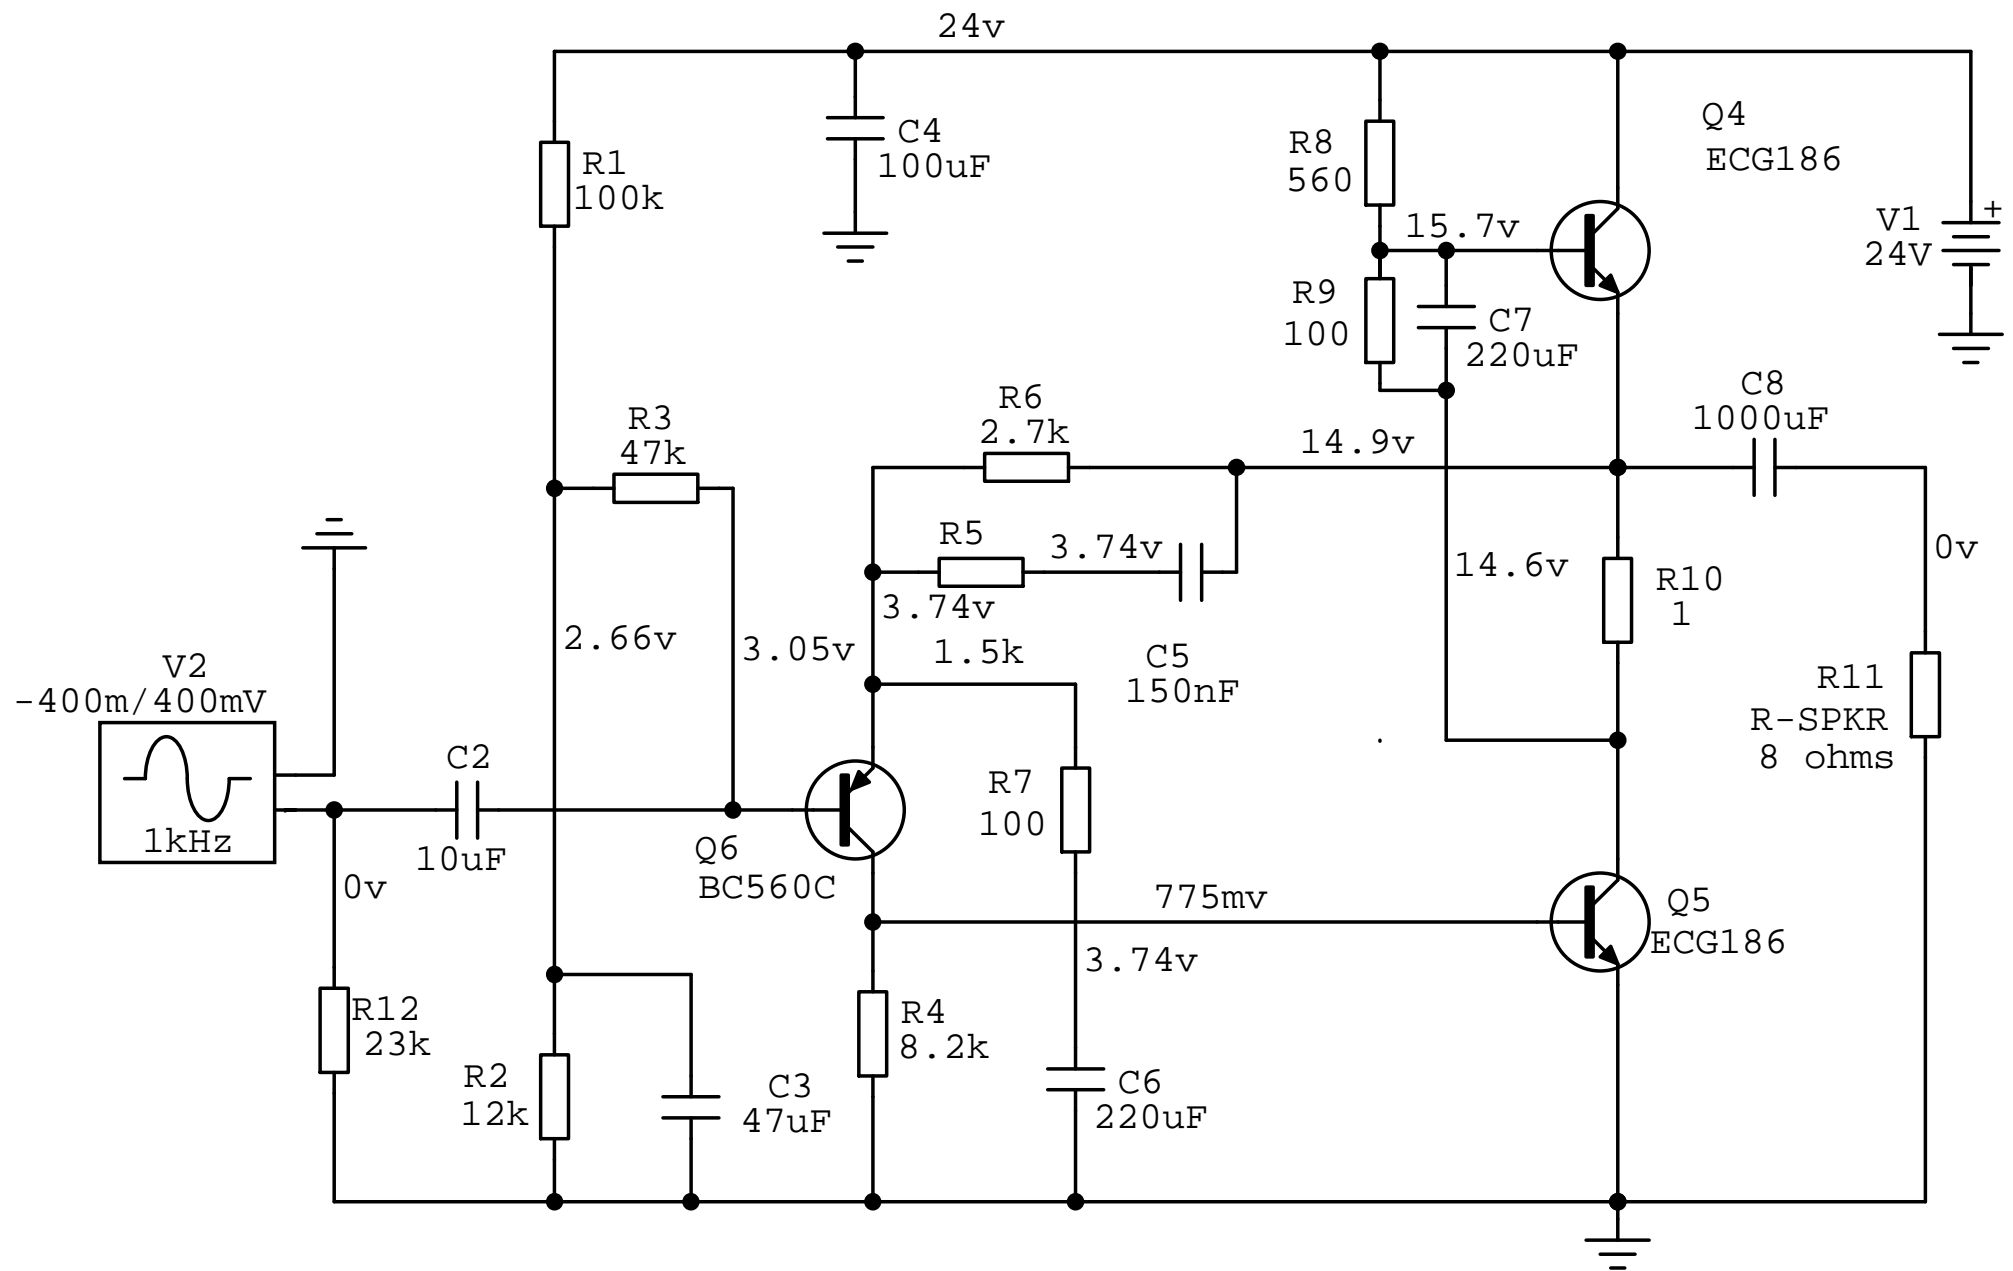 24v
C4
100uF
Q4
ECG186
R1
100k
R8
560
V1
24V
+
15.7v
R9
100
C7
220uF
R6
2.7k
C8
1000uF
R3
47k
14.9v
R5
3.74v
0v
14.6v
R10
1
3.74v
2.66v
3.05v
1.5k
C5
150nF
V2
-400m/400mV
R11
R-SPKR
8 ohms
C2
R7
100
1kHz
10uF
Q6
BC560C
0v
775mv
Q5
ECG186
3.74v
R12
23k
R4
8.2k
R2
12k
C3
47uF
C6
220uF